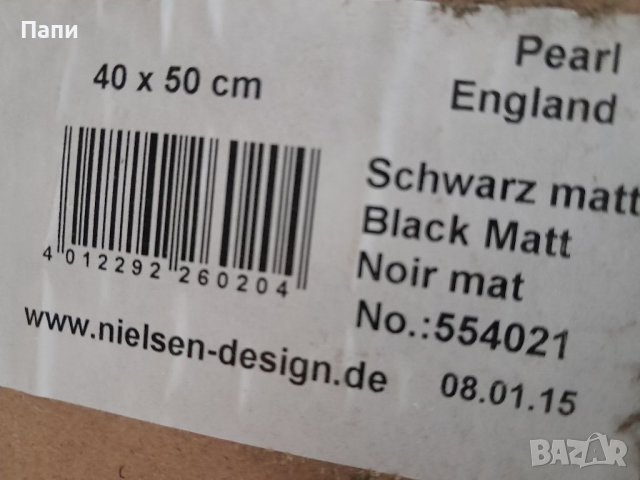 Папи
40 x 50 cm
4 012292 260204
www.nielsen-design.de
Pearl
England
Schwarz matt
Black Matt
Noir mat
No.:554021
08.01.15
BAZAR